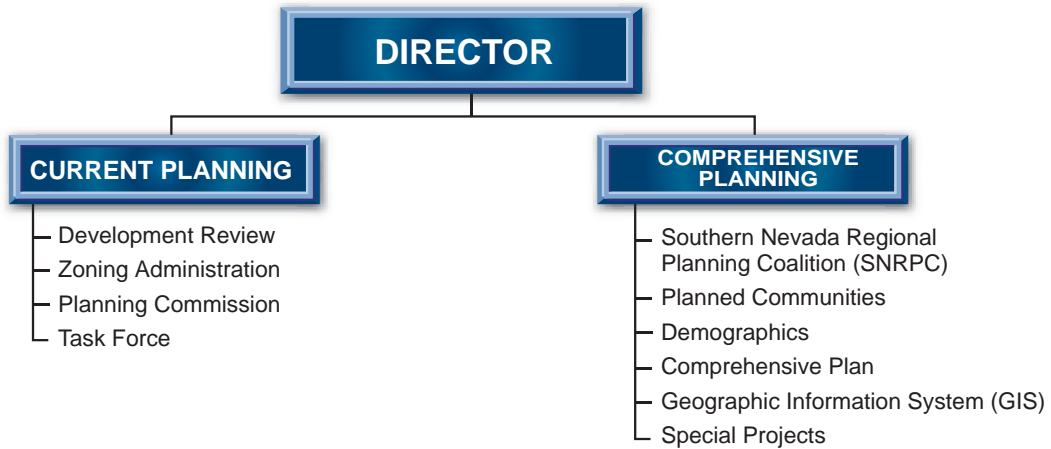 DIRECTOR
CURRENT PLANNING
Development Review
Zoning Administration
Planning Commission
Task Force
COMPREHENSIVE
PLANNING
Southern Nevada Regional
Planning Coalition (SNRPC)
Planned Communities
Demographics
Comprehensive Plan
Geographic Information System (GIS)
Special Projects